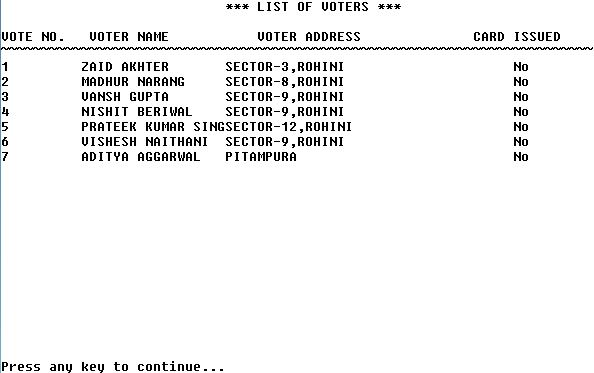 *** LIST OF VOTERS ***
VOTE NO. VOTER NAME VOTER ADDRESS CARD ISSUED
1 ZAID AKHTER SECTOR-3,ROHINI No
2 MADHUR NARANG SECTOR-8,ROHINI No
3 VANSH GUPTA SECTOR-9,ROHINI No
4 NISHIT BERIWAL SECTOR-9,ROHINI No
5 PRATEEK KUMAR SINGSECTOR-12,ROHINI No
6 VISHESH NAITHANI SECTOR-9,ROHINI No
7 ADITYA AGGARWAL PITAMPURA No
Press any key to continue...